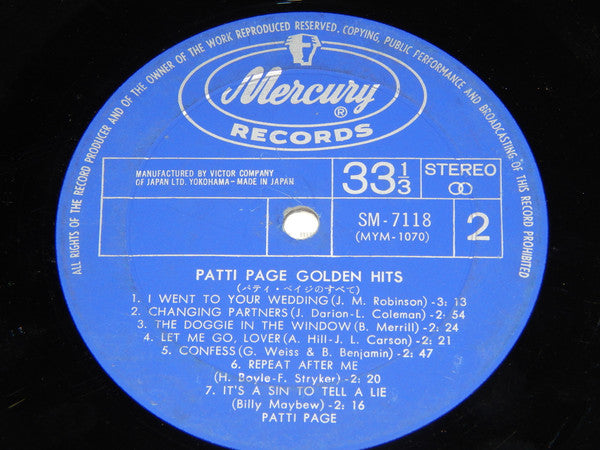 ALL RIGHTS OF THE RECORD PRODUCER AND OF THE OWNER OF THE WORK REPRODUCED RESERVED. COPYING, PUBLIC PERFORMANCE AND BROADCASTING OF THIS RECORD PROHIBITED
Mercury ®
RECORDS
MANUFACTURED BY VICTOR COMPANY
OF JAPAN LTD. YOKOHAMA–MADE IN JAPAN
33 1/3
STEREO
SM-7118
(MYM-1070)
2
PATTI PAGE GOLDEN HITS
(パティ・ペイジのすべて)
1. I WENT TO YOUR WEDDING (J. M. Robinson)-3: 13
2. CHANGING PARTNERS (J. Darion-L. Coleman)-2: 54
3. THE DOGGIE IN THE WINDOW (B. Merrill)-2: 24
4. LET ME GO, LOVER (A. Hill-J. L. Carson)-2: 21
5. CONFESS (G. Weiss & B. Benjamin)-2: 47
6. REPEAT AFTER ME
(H. Boyle-F. Stryker)-2: 20
7. IT'S A SIN TO TELL A LIE
(Billy Maybew)-2: 16
PATTI PAGE